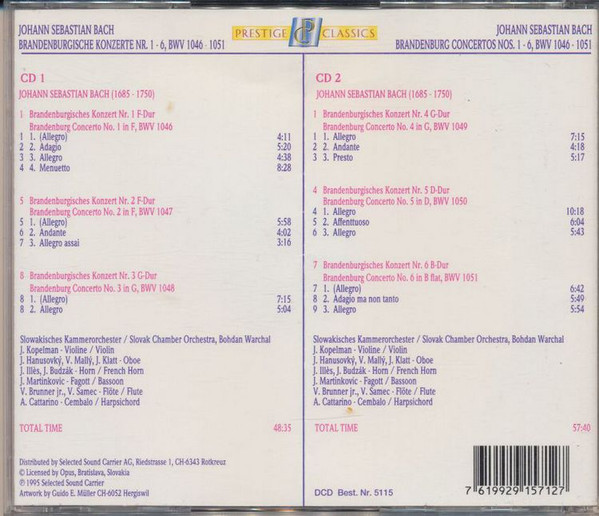 JOHANN SEBASTIAN BACH
BRANDENBURGISCHE KONZERTE NR. 1 - 6, BWV 1046 - 1051
PRESTIGE CP CLASSICS
JOHANN SEBASTIAN BACH
BRANDENBURG CONCERTOS NOS. 1 - 6, BWV 1046 - 1051
CD 1
JOHANN SEBASTIAN BACH (1685 - 1750)
1 Brandenburgisches Konzert Nr. 1 F-Dur
Brandenburg Concerto No. 1 in F, BWV 1046
1 1. (Allegro) 4:11
2 2. Adagio 5:20
3 3. Allegro 4:38
4 4. Menuetto 8:28
5 Brandenburgisches Konzert Nr. 2 F-Dur
Brandenburg Concerto No. 2 in F, BWV 1047
5 1. (Allegro) 5:58
6 2. Andante 4:02
7 3. Allegro assai 3:16
8 Brandenburgisches Konzert Nr. 3 G-Dur
Brandenburg Concerto No. 3 in G, BWV 1048
8 1. (Allegro) 7:15
8 2. Allegro 5:04
Slowakisches Kammerorchester / Slovak Chamber Orchestra, Bohdan Warchal
J. Kopelman - Violine / Violin
J. Hanusovký, V. Mallý, J. Klatt - Oboe
J. Illès, J. Budzák - Horn / French Horn
J. Martinkovic - Fagott / Bassoon
V. Brunner jr., V. Samec - Flöte / Flute
A. Cattarino - Cembalo / Harpsichord
TOTAL TIME 48:35
Distributed by Selected Sound Carrier AG, Riedstrasse 1, CH-6343 Rotkreuz
© Licensed by Opus, Bratislava, Slovakia
℗ 1995 Selected Sound Carrier
Artwork by Guido E. Müller CH-6052 Hergiswil
CD 2
JOHANN SEBASTIAN BACH (1685 - 1750)
1 Brandenburgisches Konzert Nr. 4 G-Dur
Brandenburg Concerto No. 4 in G, BWV 1049
1 1. Allegro 7:15
2 2. Andante 4:18
3 3. Presto 5:17
4 Brandenburgisches Konzert Nr. 5 D-Dur
Brandenburg Concerto No. 5 in D, BWV 1050
4 1. Allegro 10:18
5 2. Affenttuoso 6:04
6 3. Allegro 5:43
7 Brandenburgisches Konzert Nr. 6 B-Dur
Brandenburg Concerto No. 6 in B flat, BWV 1051
7 1. (Allegro) 6:42
8 2. Adagio ma non tanto 5:49
9 3. Allegro 5:54
Slowakisches Kammerorchester / Slovak Chamber Orchestra, Bohdan Warchal
J. Kopelman - Violine / Violin
J. Hanusovký, V. Mallý, J. Klatt - Oboe
J. Illès, J. Budzák - Horn / French Horn
J. Martinkovic - Fagott / Bassoon
V. Brunner jr., V. Samec - Flöte / Flute
A. Cattarino - Cembalo / Harpsichord
TOTAL TIME 57:40
DCD Best. Nr. 5115
7 619929 157127